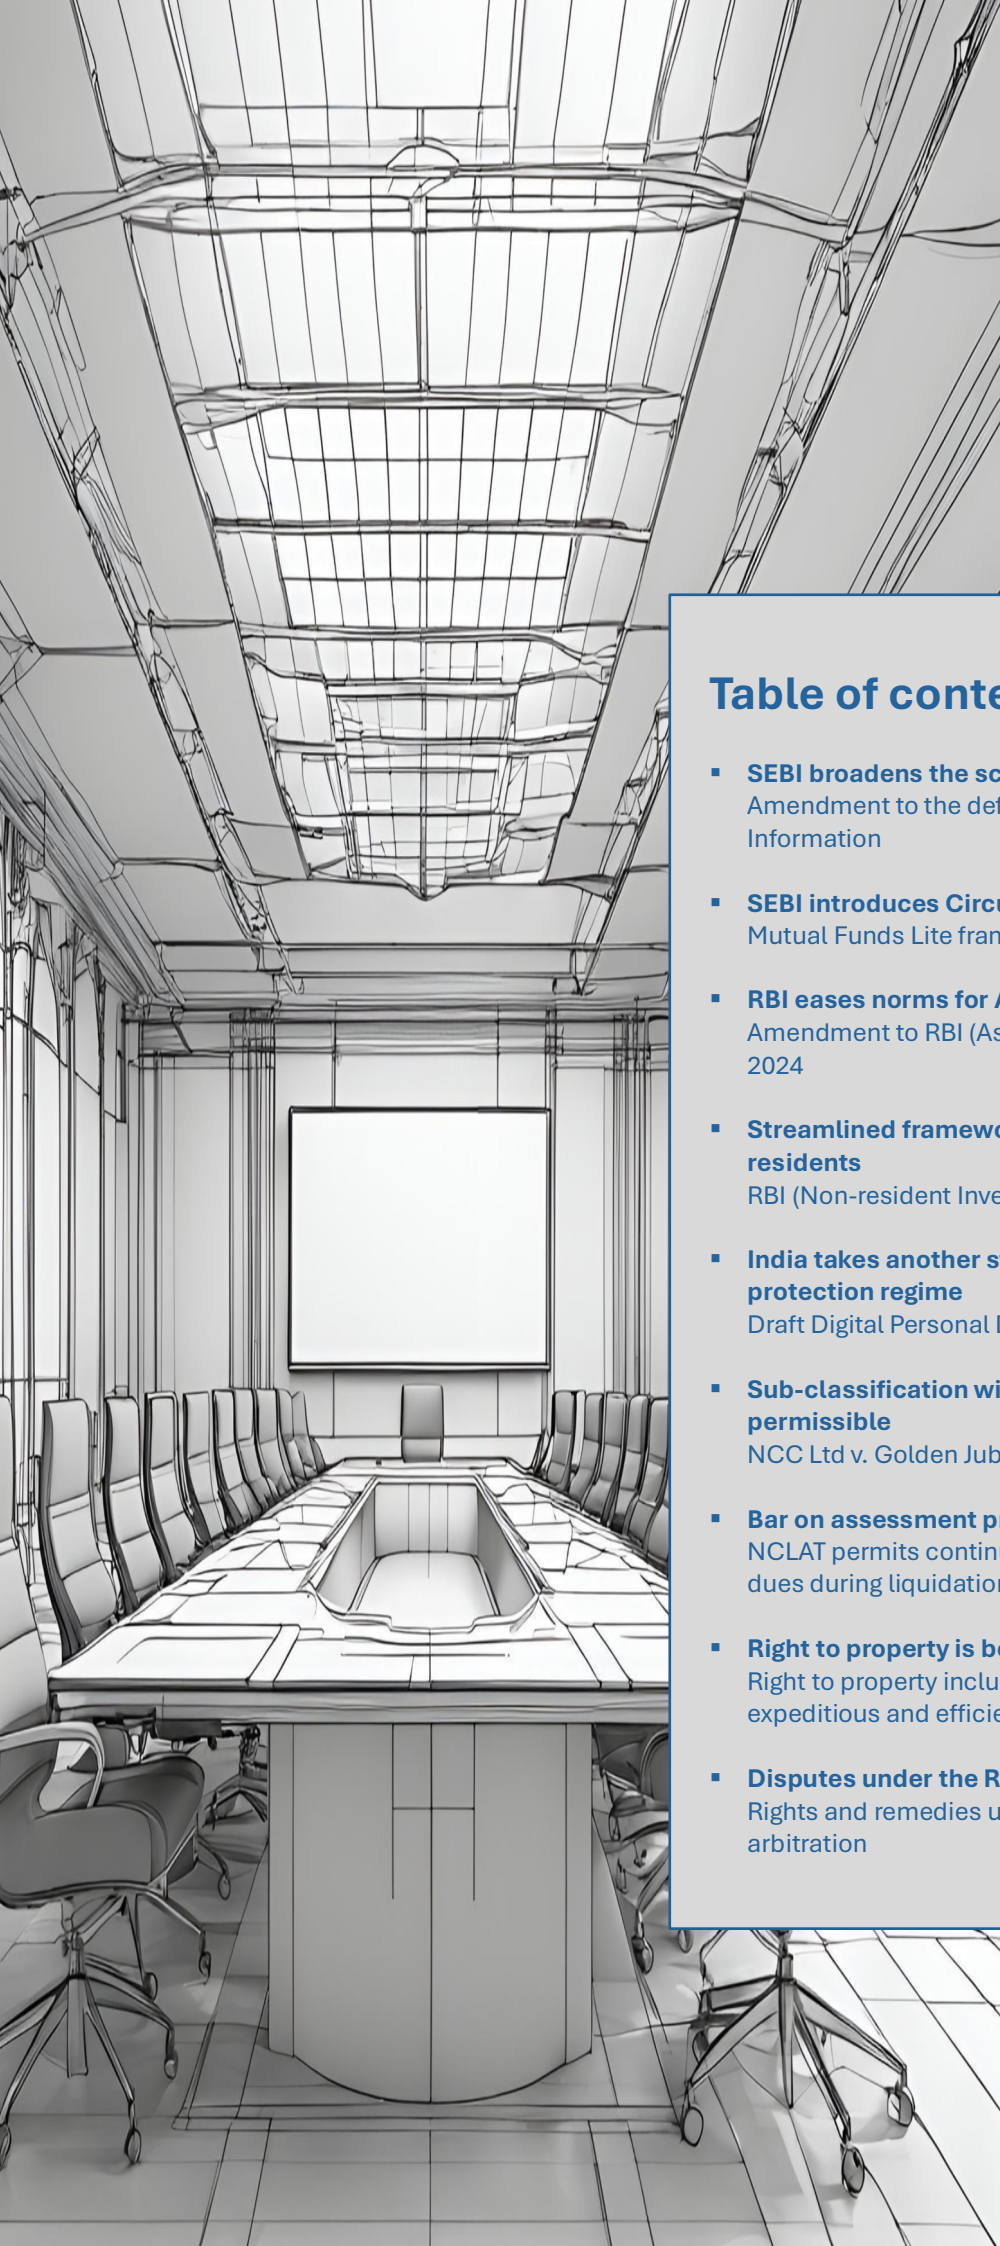 Table of conte
▪ SEBI broadens the sc
Amendment to the def
Information
▪ SEBI introduces Circu
Mutual Funds Lite fran
▪ RBI eases norms for A
Amendment to RBI (As
2024
▪ Streamlined framewo
residents
RBI (Non-resident Inve
▪ India takes another s
protection regime
Draft Digital Personal D
▪ Sub-classification wi
permissible
NCC Ltd v. Golden Jub
▪ Bar on assessment p
NCLAT permits contin
dues during liquidation
▪ Right to property is b
Right to property inclu
expeditious and efficie
▪ Disputes under the R
Rights and remedies u
arbitration